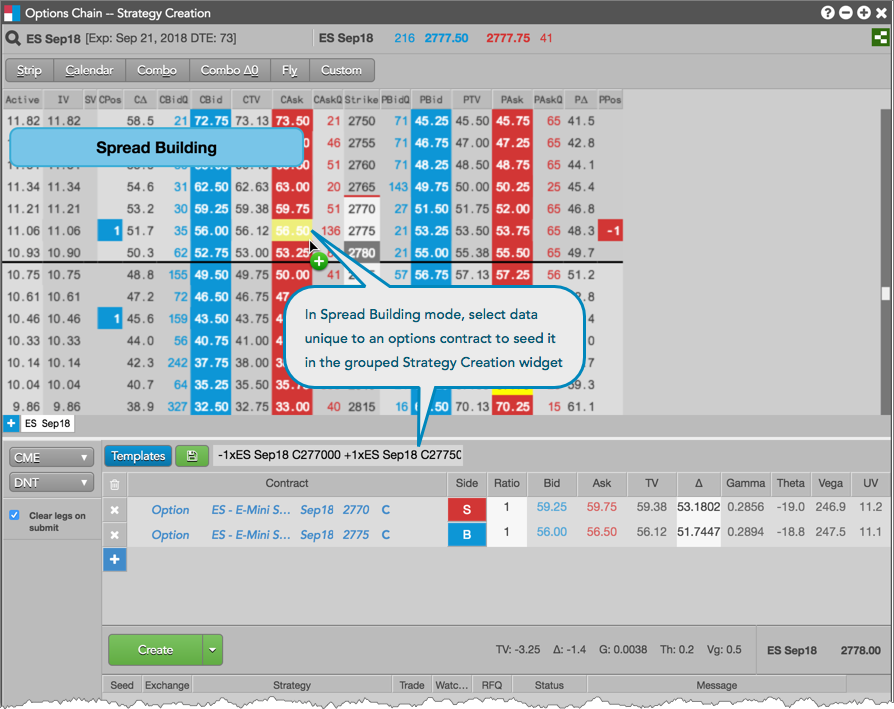 Options Chain -- Strategy Creation
ES Sep18 [Exp: Sep 21, 2018 DTE: 73] ES Sep18 216 2777.50 2777.75 41
Strip Calendar Combo Combo Δ0 Fly Custom
Active IV SV CPos CΔ CBidQ CBid CTV CAsk CAskQ Strike PBidQ PBid PTV PAsk PAskQ PΔ PPos
11.82 11.82 58.5 21 72.75 73.13 73.50 21 2750 71 45.25 45.50 45.75 65 41.5
46 2755 71 46.75 47.00 47.25 65 42.8
Spread Building
51 2760 71 48.25 48.50 48.75 65 44.1
11.34 11.34 54.6 31 62.50 62.63 63.00 20 2765 143 49.75 50.00 50.25 25 45.4
11.21 11.21 53.2 30 59.25 59.38 59.75 51 2770 27 51.50 51.75 52.00 65 46.8
11.06 11.06 1 51.7 35 56.00 56.12 56.50 136 2775 21 53.25 53.50 53.75 65 48.3 -1
10.93 10.90 50.3 62 52.75 53.00 53.25 2780 21 55.00 55.38 55.50 65 49.7
10.75 10.75 48.8 155 49.50 49.75 50.00 41 57 56.75 57.13 57.25 56 51.2
10.61 10.61 47.2 72 46.50 46.75 47.
10.46 10.46 1 45.6 159 43.50 43.75
10.33 10.33 44.0 56 40.75 41.00
10.14 10.14 42.3 242 37.75 38.00
10.04 10.04 40.7 64 35.25 35.50 35.75 59.3
9.86 9.86 38.9 327 32.50 32.75 33.00 40 2815 16 .50 70.13 70.25 15 61.1
In Spread Building mode, select data
unique to an options contract to seed it
in the grouped Strategy Creation widget
+ ES Sep18
CME Templates -1xES Sep18 C277000 +1xES Sep18 C27750
DNT Contract Side Ratio Bid Ask TV Δ Gamma Theta Vega UV
Clear legs on
submit
Option ES - E-Mini S... Sep18 2770 C S 1 59.25 59.75 59.38 53.1802 0.2856 -19.0 246.9 11.2
Option ES - E-Mini S... Sep18 2775 C B 1 56.00 56.50 56.12 51.7447 0.2894 -18.8 247.5 11.1
+
Create TV: -3.25 Δ: -1.4 G: 0.0038 Th: 0.2 Vg: 0.5 ES Sep18 2778.00
Seed Exchange Strategy Trade Watc... RFQ Status Message